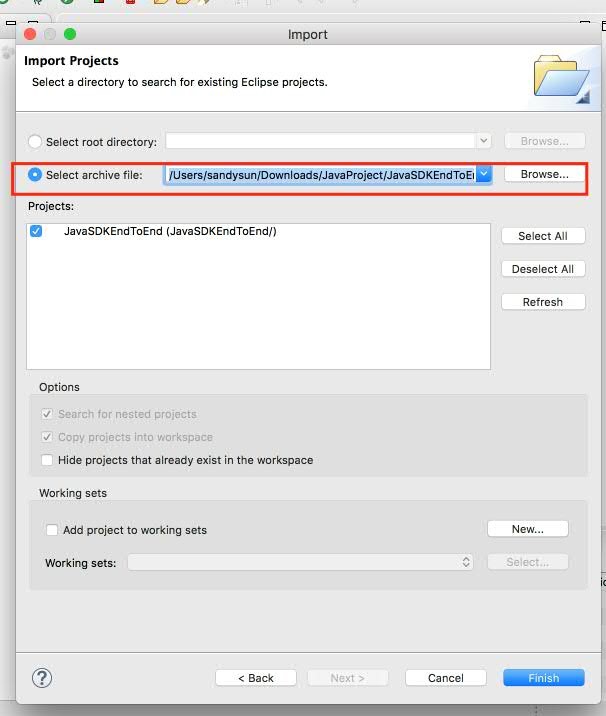 Import
Import Projects
Select a directory to search for existing Eclipse projects.
Select root directory:
Browse...
Select archive file: /Users/sandysun/Downloads/JavaProject/JavaSDKEndToEn
Browse...
Projects:
JavaSDKEndToEnd (JavaSDKEndToEnd/)
Select All
Deselect All
Refresh
Options
Search for nested projects
Copy projects into workspace
Hide projects that already exist in the workspace
Working sets
Add project to working sets
New...
Working sets:
Select...
?
< Back
Next >
Cancel
Finish